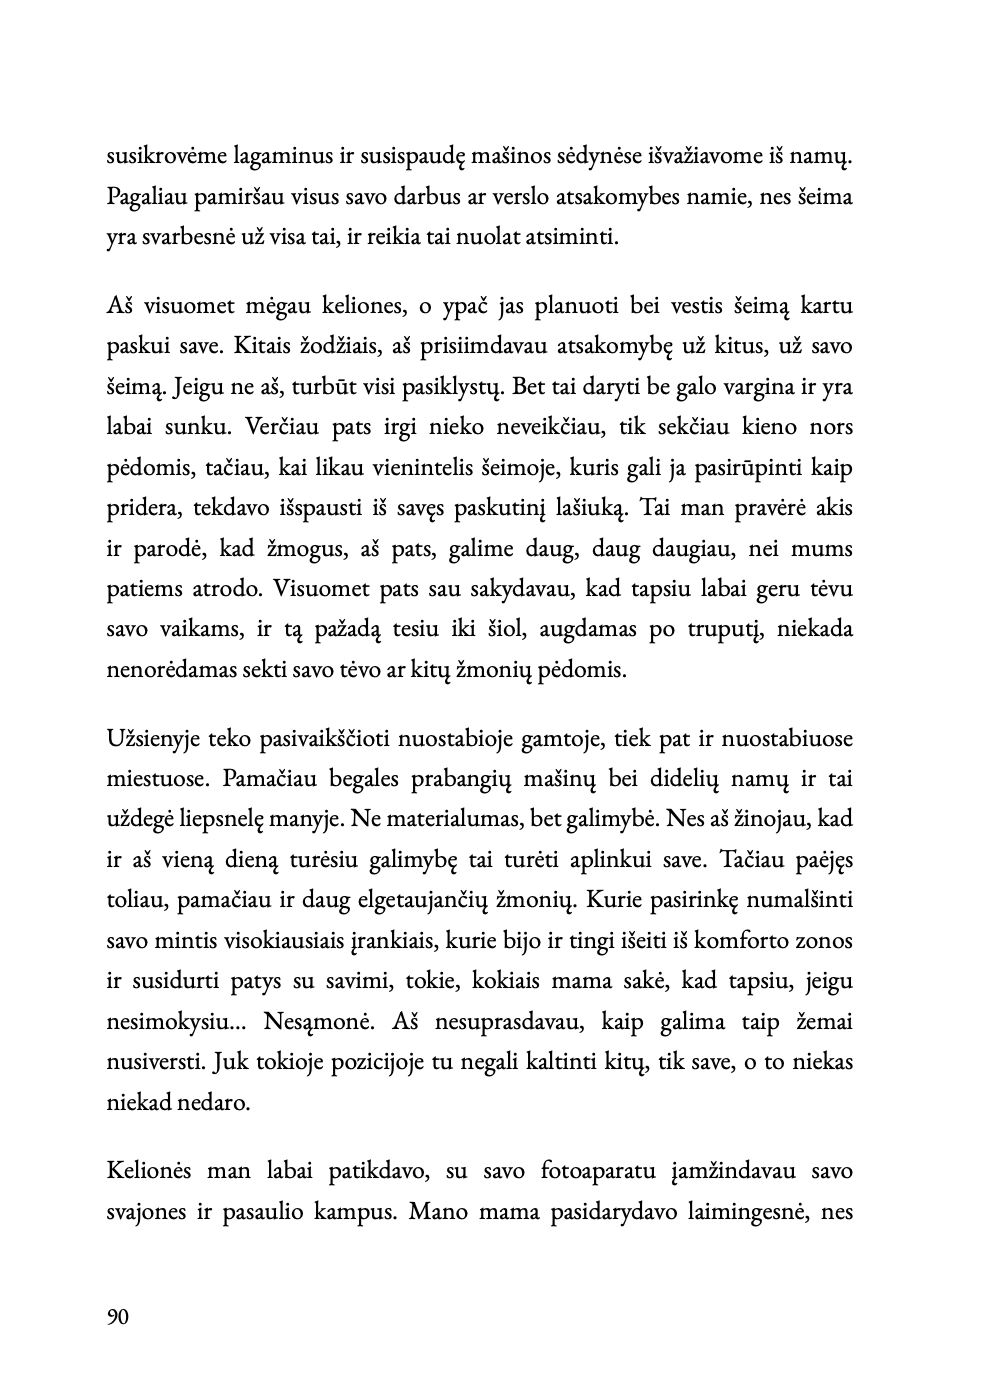 susikrovėme lagaminus ir susispaudę mašinos sėdynėse išvažiavome iš namų.
Pagaliau pamiršau visus savo darbus ar verslo atsakomybes namie, nes šeima
yra svarbesnė už visa tai, ir reikia tai nuolat atsiminti.
Aš visuomet mėgau keliones, o ypač jas planuoti bei vestis šeimą kartu
paskui save. Kitais žodžiais, aš prisiimdavau atsakomybę už kitus, už savo
šeimą. Jeigu ne aš, turbūt visi pasiklystų. Bet tai daryti be galo vargina ir yra
labai sunku. Verčiau pats irgi nieko neveikčiau, tik sekčiau kieno nors
pėdomis, tačiau, kai likau vienintelis šeimoje, kuris gali ja pasirūpinti kaip
pridera, tekdavo išspausti iš savęs paskutinį lašiuką. Tai man pravėrė akis
ir parodė, kad žmogus, aš pats, galime daug, daug daugiau, nei mums
patiems atrodo. Visuomet pats sau sakydavau, kad tapsiu labai geru tėvu
savo vaikams, ir tą pažadą tesiu iki šiol, augdamas po truputį, niekada
nenorėdamas sekti savo tėvo ar kitų žmonių pėdomis.
Užsienyje teko pasivaikščioti nuostabioje gamtoje, tiek pat ir nuostabiuose
miestuose. Pamačiau begales prabangių mašinų bei didelių namų ir tai
uždegė liepsnelę manyje. Ne materialumas, bet galimybė. Nes aš žinojau, kad
ir aš vieną dieną turėsiu galimybę tai turėti aplinkui save. Tačiau paėjęs
toliau, pamačiau ir daug elgetaujančių žmonių. Kurie pasirinkę numalšinti
savo mintis visokiausiais įrankiais, kurie bijo ir tingi išeiti iš komforto zonos
ir susidurti patys su savimi, tokie, kokiais mama sakė, kad tapsiu, jeigu
nesimokysiu... Nesąmonė. Aš nesuprasdavau, kaip galima taip žemai
nusiversti. Juk tokioje pozicijoje tu negali kaltinti kitų, tik save, o to niekas
niekad nedaro.
Kelionės man labai patikdavo, su savo fotoaparatu įamžindavau savo
svajones ir pasaulio kampus. Mano mama pasidarydavo laimingesnė, nes
90